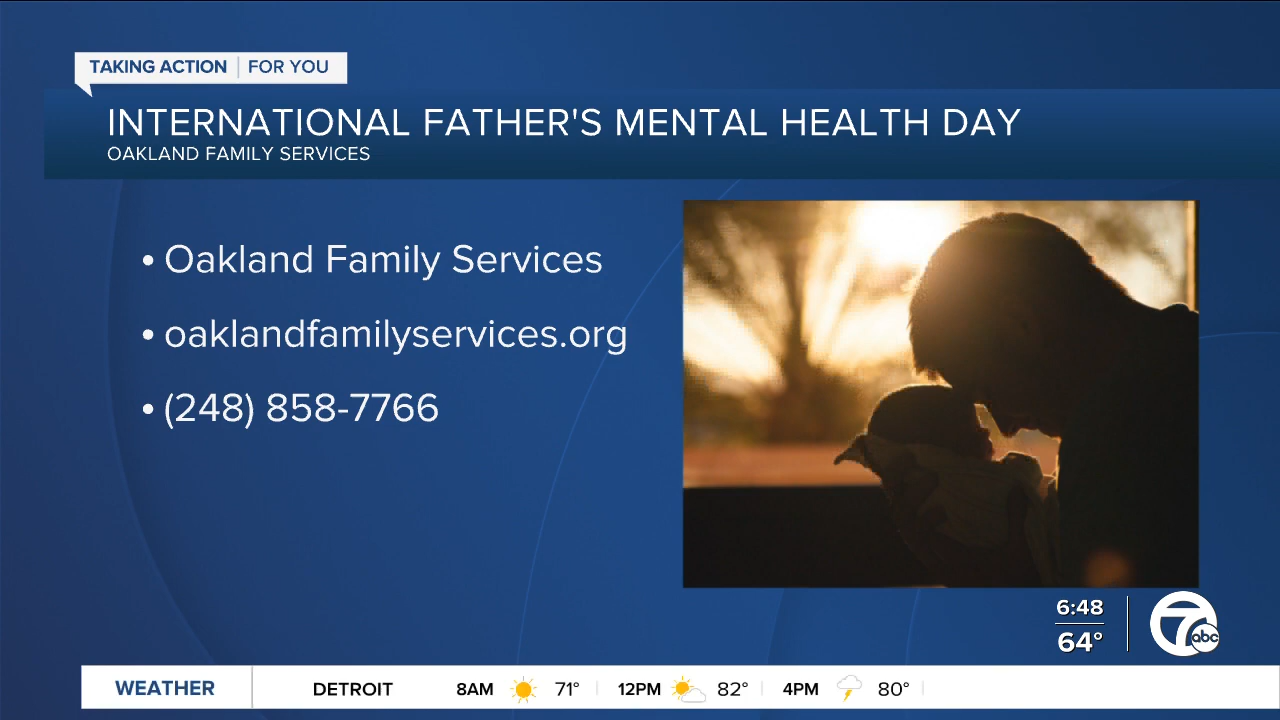 TAKING ACTION | FOR YOU
INTERNATIONAL FATHER'S MENTAL HEALTH DAY
OAKLAND FAMILY SERVICES
• Oakland Family Services
• oaklandfamilyservices.org
• (248) 858-7766
6:48
64°
7 abc
WEATHER DETROIT 8AM 71° 12PM 82° 4PM 80°